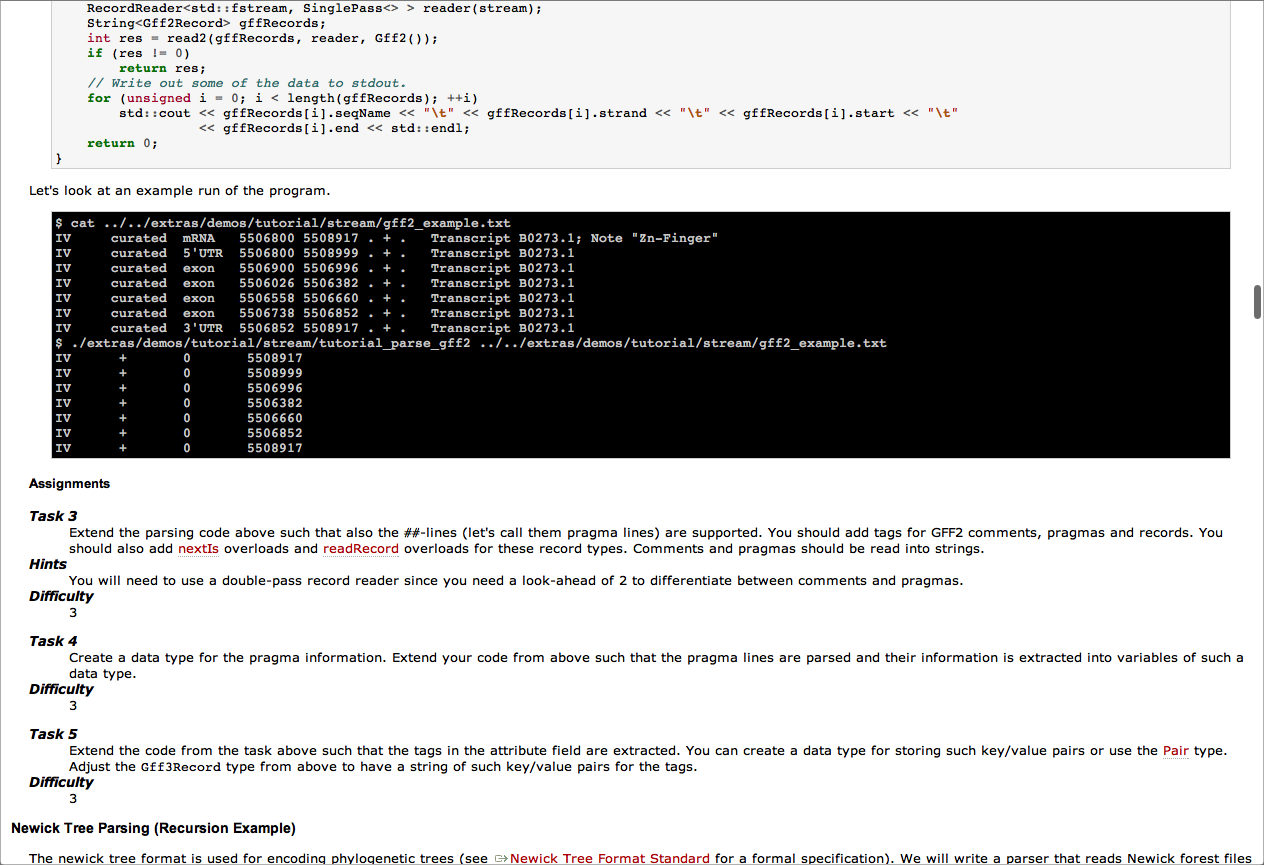 RecordReader<std::fstream, SinglePass<> > reader(stream);
String<Gff2Record> gffRecords;
int res = read2(gffRecords, reader, Gff2());
if (res != 0)
return res;
// Write out some of the data to stdout.
for (unsigned i = 0; i < length(gffRecords); ++i)
std::cout << gffRecords[i].seqName << "\t" << gffRecords[i].strand << "\t" << gffRecords[i].start << "\t"
<< gffRecords[i].end << std::endl;
return 0;
}
Let's look at an example run of the program.
$ cat ../../extras/demos/tutorial/stream/gff2_example.txt
IV curated mRNA 5506800 5508917 . + . Transcript B0273.1; Note "Zn-Finger"
IV curated 5'UTR 5506800 5508999 . + . Transcript B0273.1
IV curated exon 5506900 5506996 . + . Transcript B0273.1
IV curated exon 5506026 5506382 . + . Transcript B0273.1
IV curated exon 5506558 5506660 . + . Transcript B0273.1
IV curated exon 5506738 5506852 . + . Transcript B0273.1
IV curated 3'UTR 5506852 5508917 . + . Transcript B0273.1
$ ./extras/demos/tutorial/stream/tutorial_parse_gff2 ../../extras/demos/tutorial/stream/gff2_example.txt
IV + 0 5508917
IV + 0 5508999
IV + 0 5506996
IV + 0 5506382
IV + 0 5506660
IV + 0 5506852
IV + 0 5508917
Assignments
Task 3
Extend the parsing code above such that also the ##-lines (let's call them pragma lines) are supported. You should add tags for GFF2 comments, pragmas and records. You
should also add nextIs overloads and readRecord overloads for these record types. Comments and pragmas should be read into strings.
Hints
You will need to use a double-pass record reader since you need a look-ahead of 2 to differentiate between comments and pragmas.
Difficulty
3
Task 4
Create a data type for the pragma information. Extend your code from above such that the pragma lines are parsed and their information is extracted into variables of such a
data type.
Difficulty
3
Task 5
Extend the code from the task above such that the tags in the attribute field are extracted. You can create a data type for storing such key/value pairs or use the Pair type.
Adjust the Gff3Record type from above to have a string of such key/value pairs for the tags.
Difficulty
3
Newick Tree Parsing (Recursion Example)
The newick tree format is used for encoding phylogenetic trees (see Newick Tree Format Standard for a formal specification). We will write a parser that reads Newick forest files